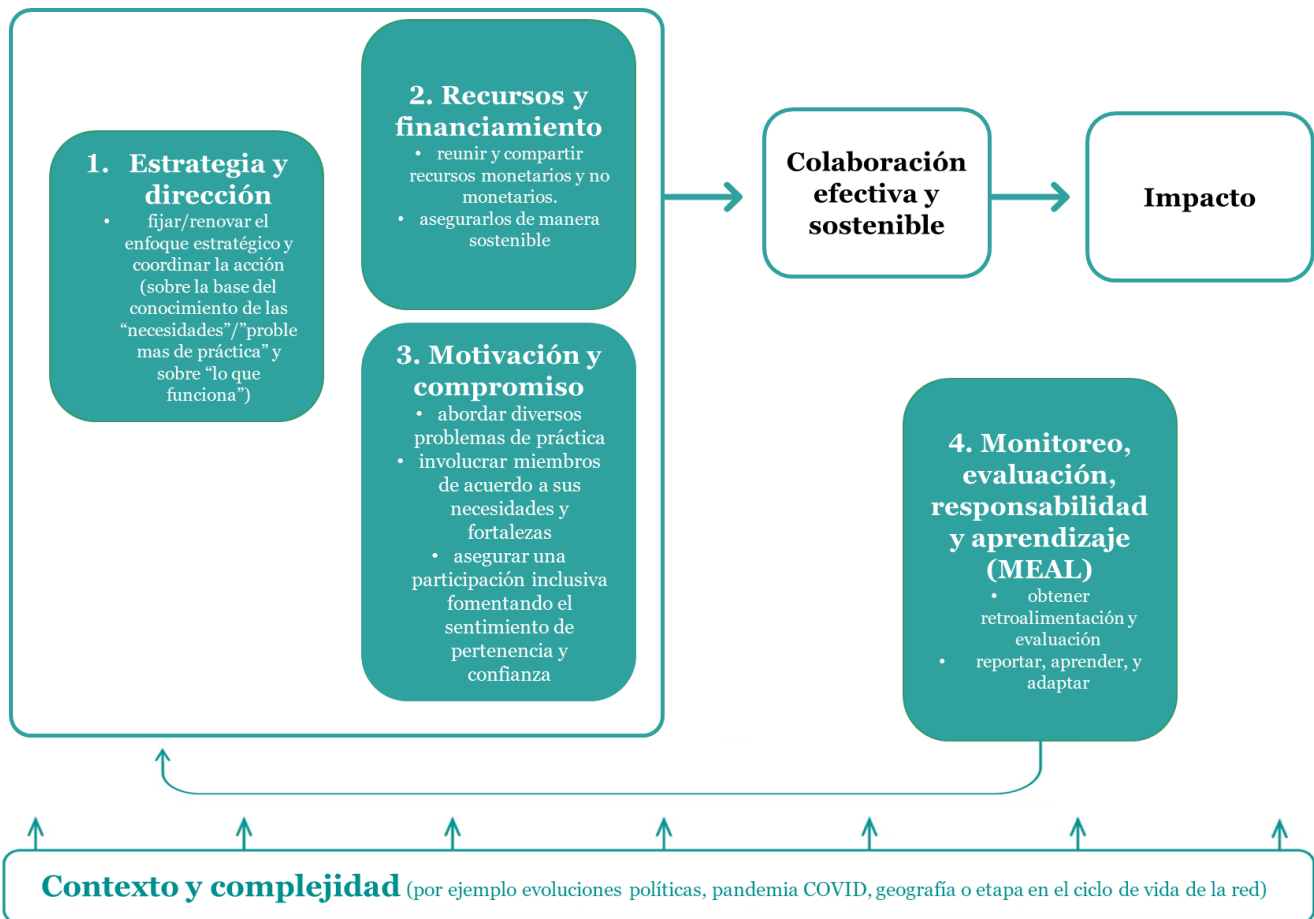 1. Estrategia y
dirección
• fijar/renovar el
enfoque estratégico y
coordinar la acción
(sobre la base del
conocimiento de las
“necesidades”/”proble
mas de práctica” y
sobre “lo que
funciona”)
2. Recursos y
financiamiento
• reunir y compartir
recursos monetarios y no
monetarios.
• asegurarlos de manera
sostenible
3. Motivación y
compromiso
• abordar diversos
problemas de práctica
• involucrar miembros
de acuerdo a sus
necesidades y
fortalezas
• asegurar una
participación inclusiva
fomentando el
sentimiento de
pertenencia y
confianza
Colaboración
efectiva y
sostenible
Impacto
4. Monitoreo,
evaluación,
responsabilidad
y aprendizaje
(MEAL)
• obtener
retroalimentación y
evaluación
• reportar, aprender, y
adaptar
Contexto y complejidad (por ejemplo evoluciones políticas, pandemia COVID, geografía o etapa en el ciclo de vida de la red)